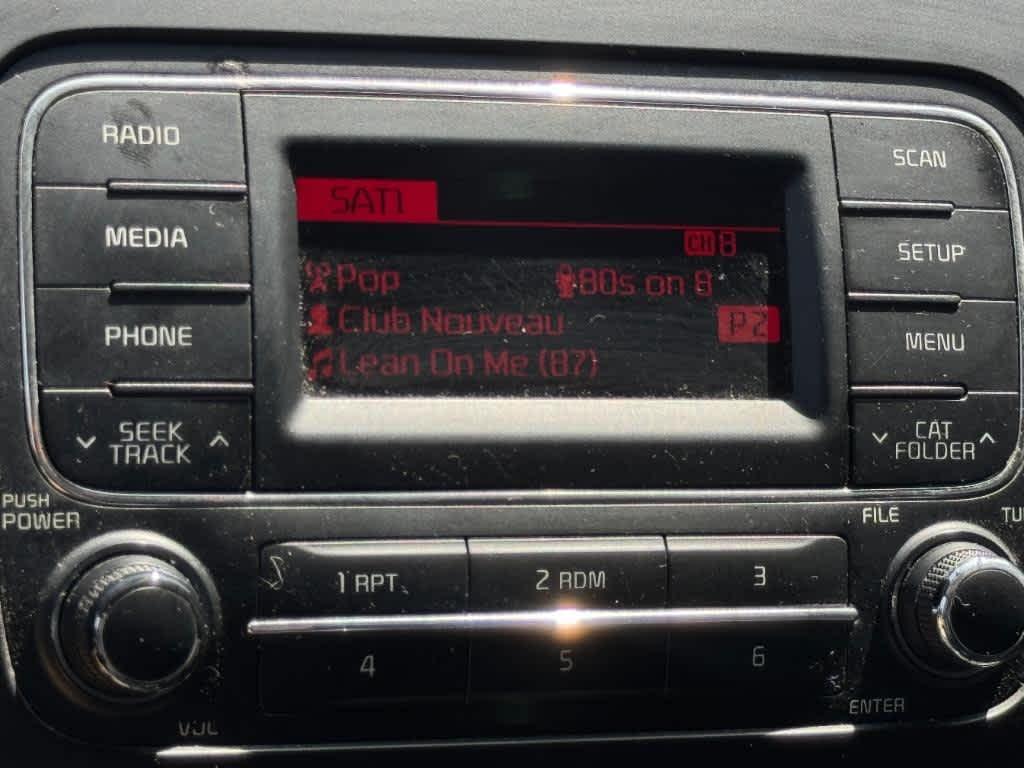 RADIO
MEDIA
PHONE
SEEK
TRACK
SAT1
CH 8
Pop 80s on 8
Club Nouveau P2
Lean On Me (87)
SCAN
SETUP
MENU
CAT
FOLDER
PUSH
POWER
VOL
1 RPT 2 RDM 3
4 5 6
FILE
ENTER